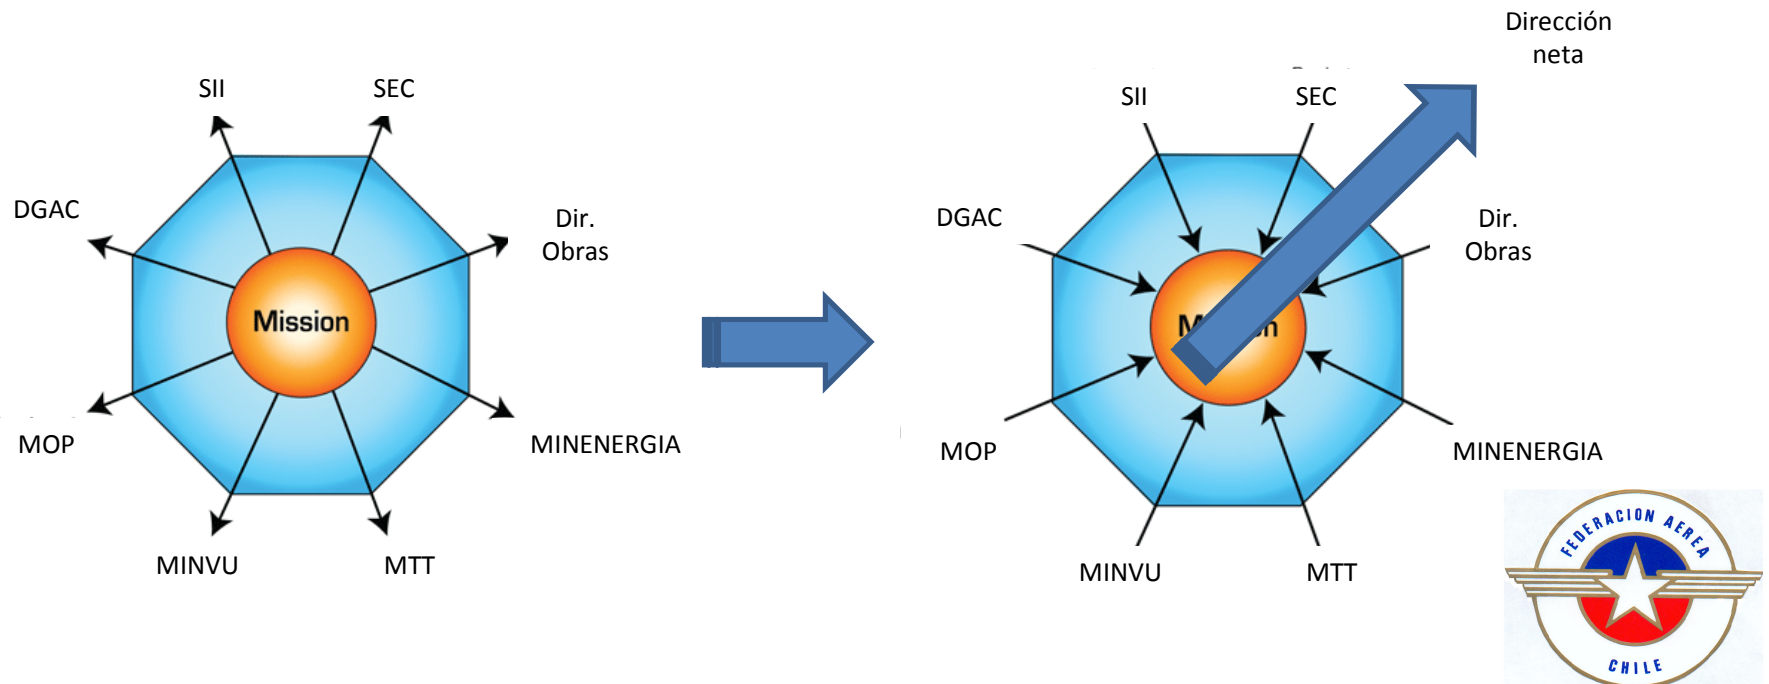 SII
SEC
DGAC
Dir.
Obras
Mission
MOP
MINENERGIA
MINVU
MTT
Dirección
neta
SII
SEC
DGAC
Dir.
Obras
MOP
MINENERGIA
MINVU
MTT
FEDERACION AEREA
CHILE